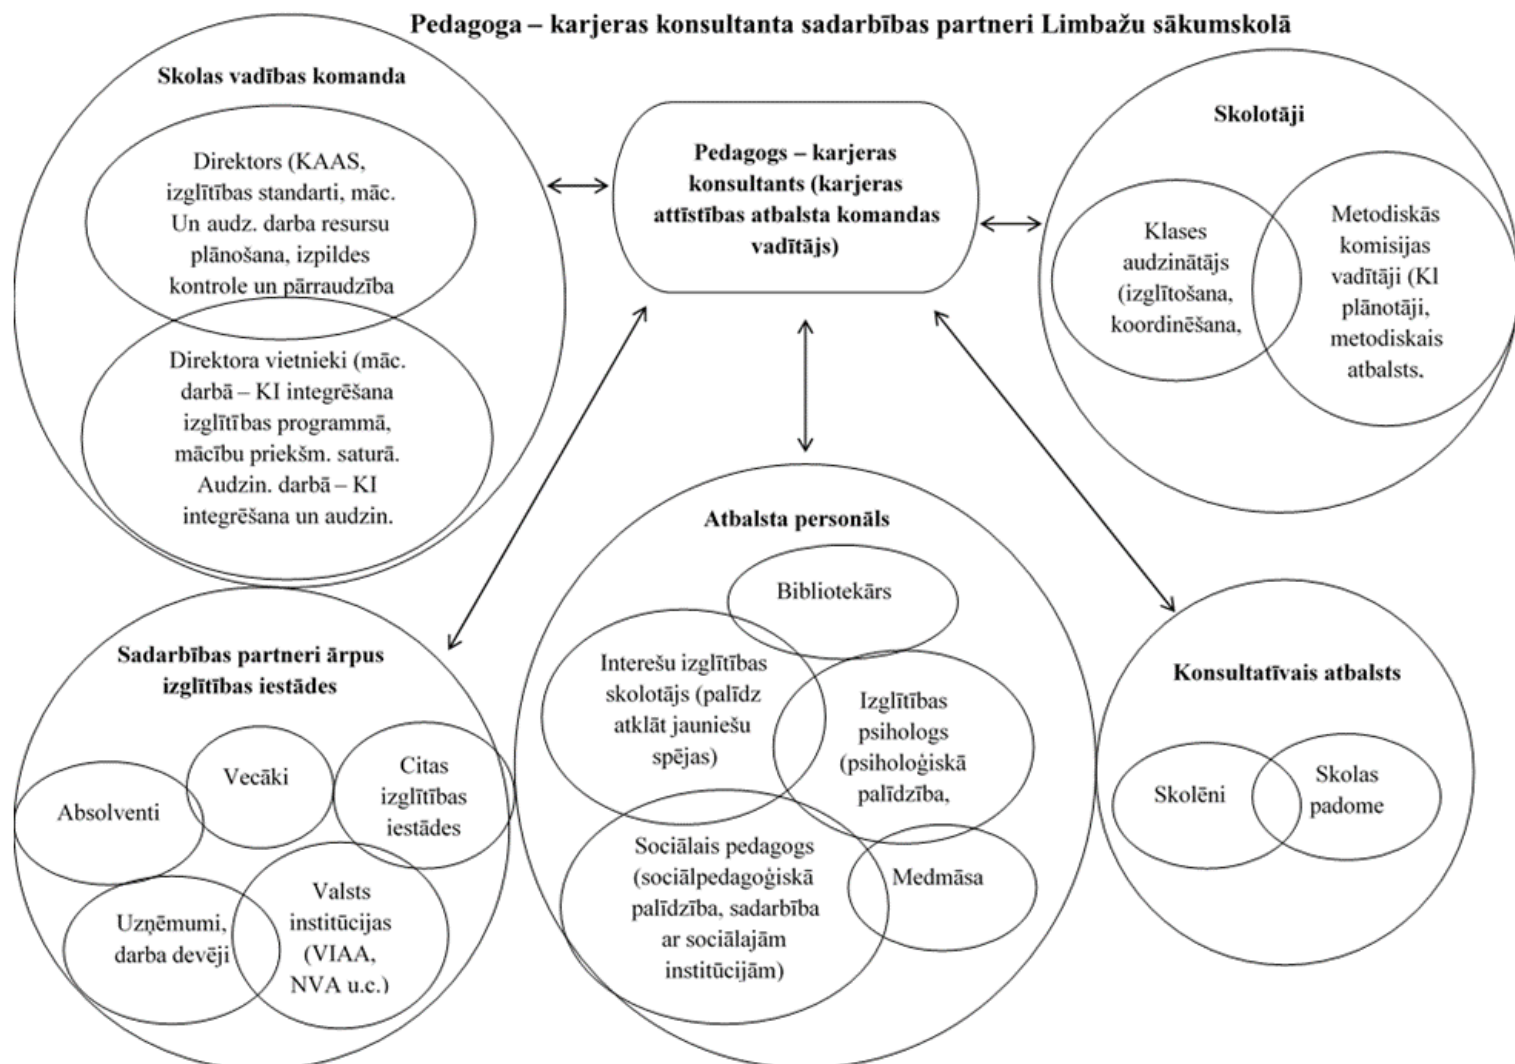 Pedagoga – karjeras konsultanta sadarbības partneri Limbažu sākumskolā
Skolas vadības komanda
Direktors (KAAS,
izglītības standarti, māc.
Un audz. darba resursu
plānošana, izpildes
kontrole un pārraudzība
Direktora vietnieki (māc.
darbā – KI integrēšana
izglītības programmā,
mācību priekšm. saturā.
Audzin. darbā – KI
integrēšana un audzin.
Pedagogs – karjeras
konsultants (karjeras
attīstības atbalsta komandas
vadītājs)
Skolotāji
Klases
audzinātājs
(izglītošana,
koordinēšana,
Metodiskās
komisijas
vadītāji (KI
plānotāji,
metodiskais
atbalsts.
Sadarbības partneri ārpus
izglītības iestādes
Absolventi
Vecāki
Citas
izglītības
iestādes
Uzņēmumi,
darba devēji
Valsts
institūcijas
(VIAA,
NVA u.c.)
Atbalsta personāls
Bibliotekārs
Interešu izglītības
skolotājs (palīdz
atklāt jauniešu
spējas)
Izglītības
psihologs
(psiholoģiskā
palīdzība,
Sociālais pedagogs
(sociālpedagoģiskā
palīdzība, sadarbība
ar sociālajām
institūcijām)
Medmāsa
Konsultatīvais atbalsts
Skolēni
Skolas
padome